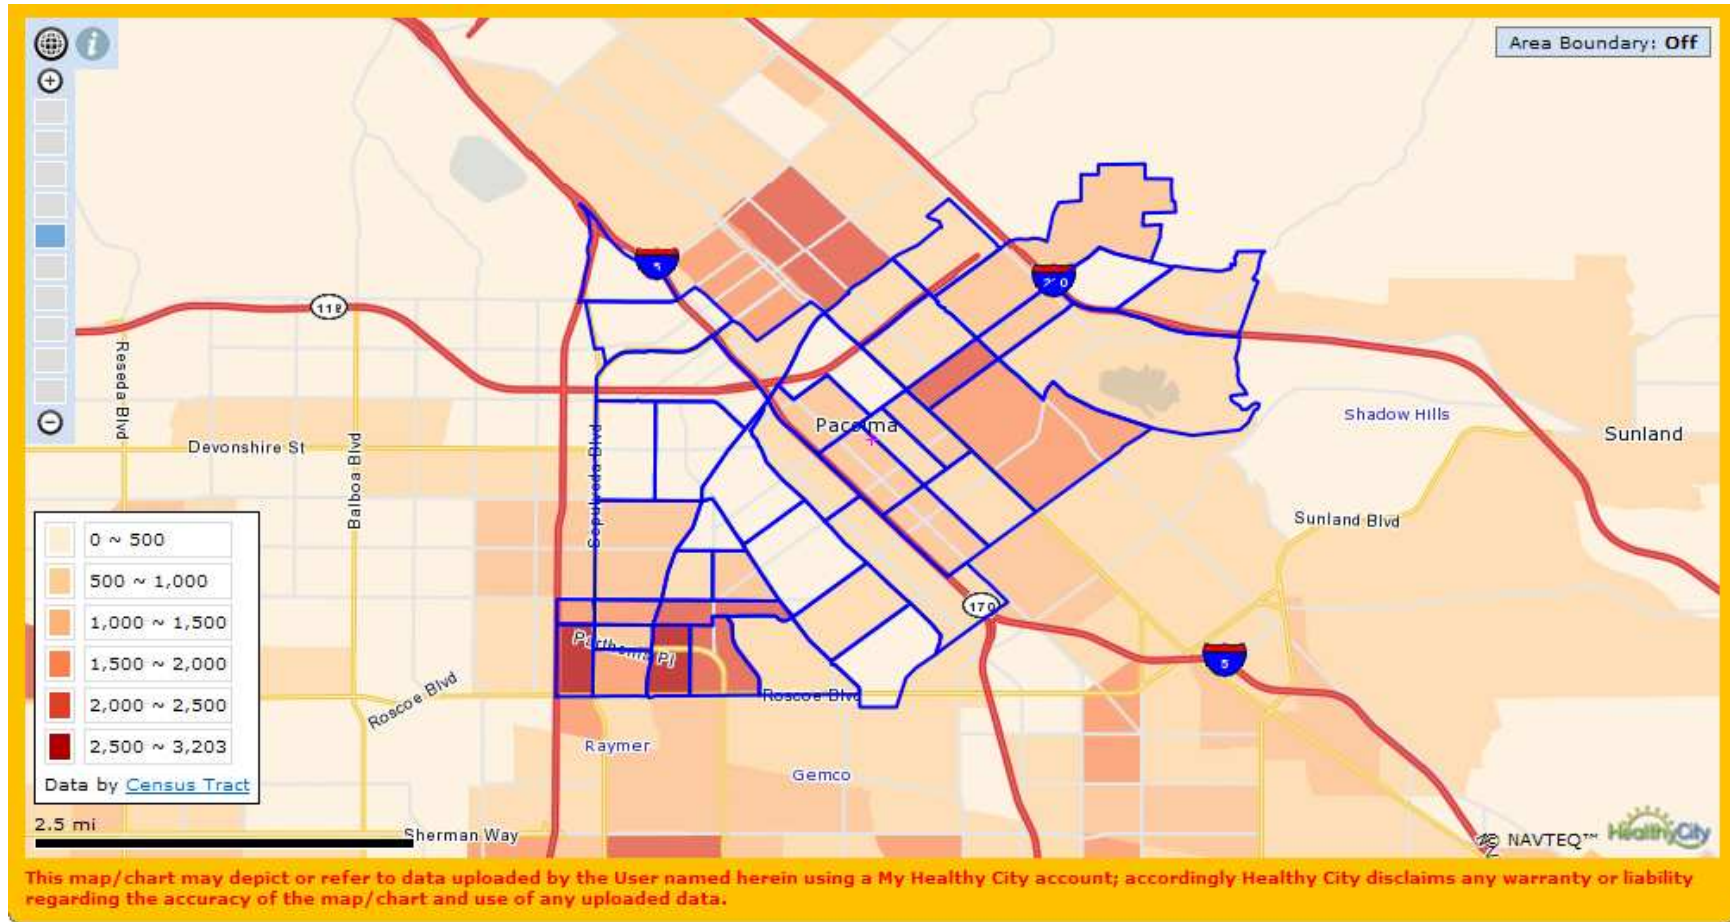 Area Boundary: Off
i
5
210
118
Reseda Blvd
Pacoima
Shadow Hills
Sunland
Devonshire St
Balboa Blvd
Sepulveda Blvd
Sunland Blvd
0 ~ 500
500 ~ 1,000
1,000 ~ 1,500
1,500 ~ 2,000
2,000 ~ 2,500
2,500 ~ 3,203
Data by Census Tract
170
Parthenia Pl
5
Roscoe Blvd
Roscoe Blvd
Raymer
Gemco
2.5 mi
Sherman Way
© NAVTEQ™
HealthyCity
This map/chart may depict or refer to data uploaded by the User named herein using a My Healthy City account; accordingly Healthy City disclaims any warranty or liability
regarding the accuracy of the map/chart and use of any uploaded data.